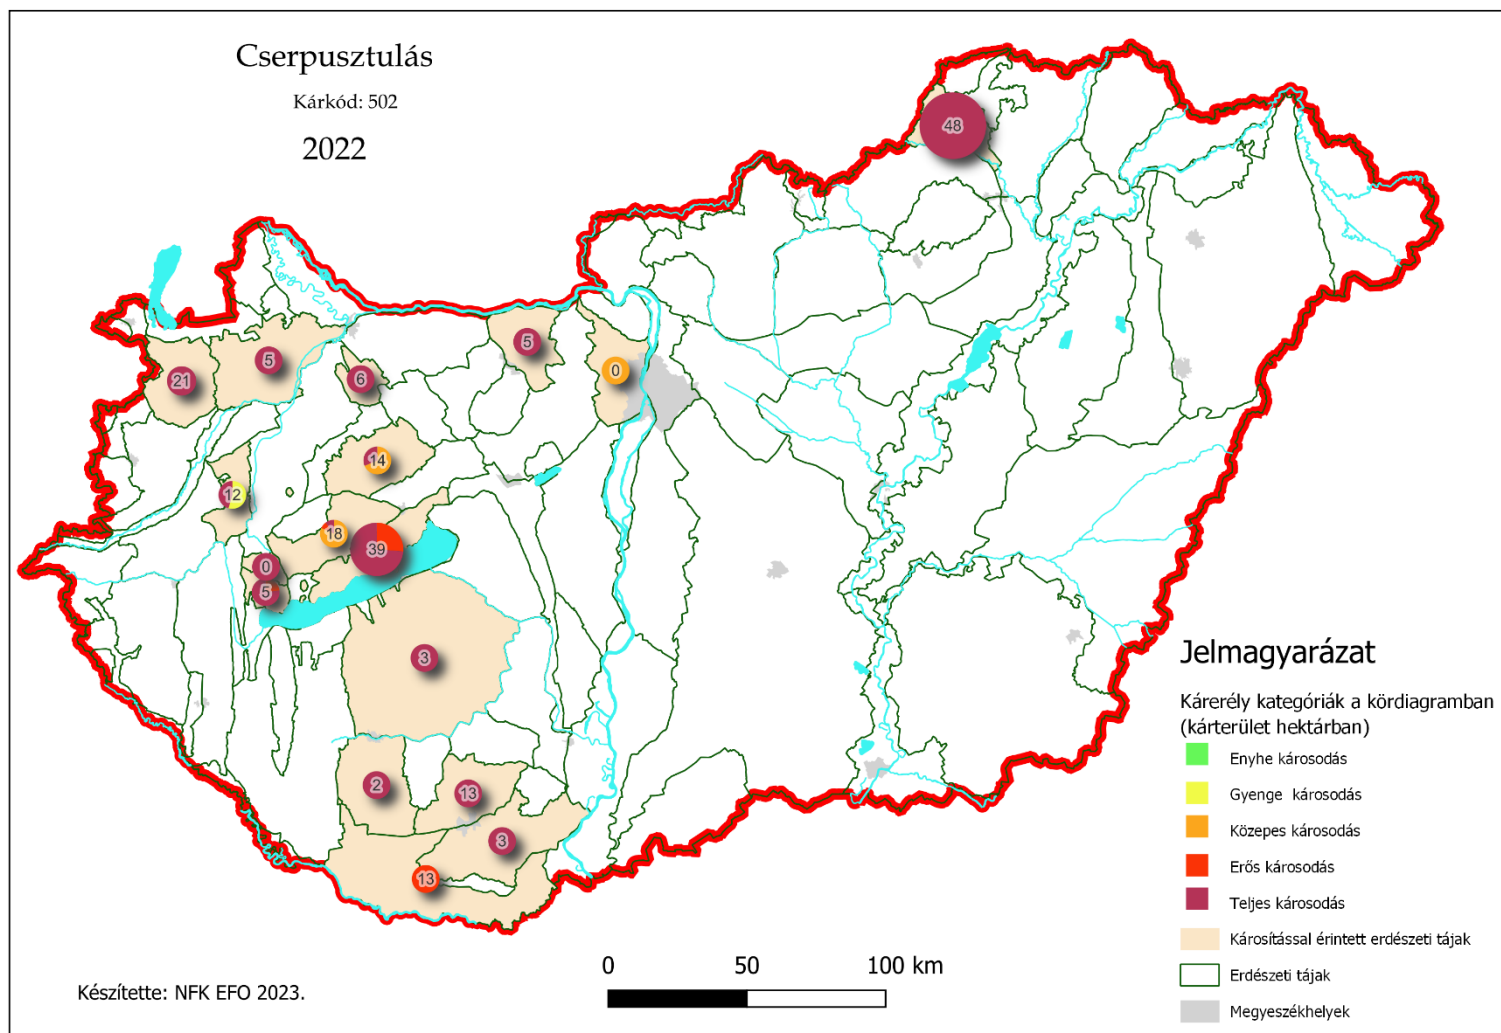 Cserpusztulás
Kárkód: 502
2022
48
5
5
21
6
0
14
12
18
39
0
5
3
2
13
3
13
Jelmagyarázat
Kárerély kategóriák a kördiagramban
(kárterület hektárban)
Enyhe károsodás
Gyenge károsodás
Közepes károsodás
Erős károsodás
Teljes károsodás
Károsítással érintett erdészeti tájak
Erdészeti tájak
Megyeszékhelyek
0 50 100 km
Készítette: NFK EFO 2023.